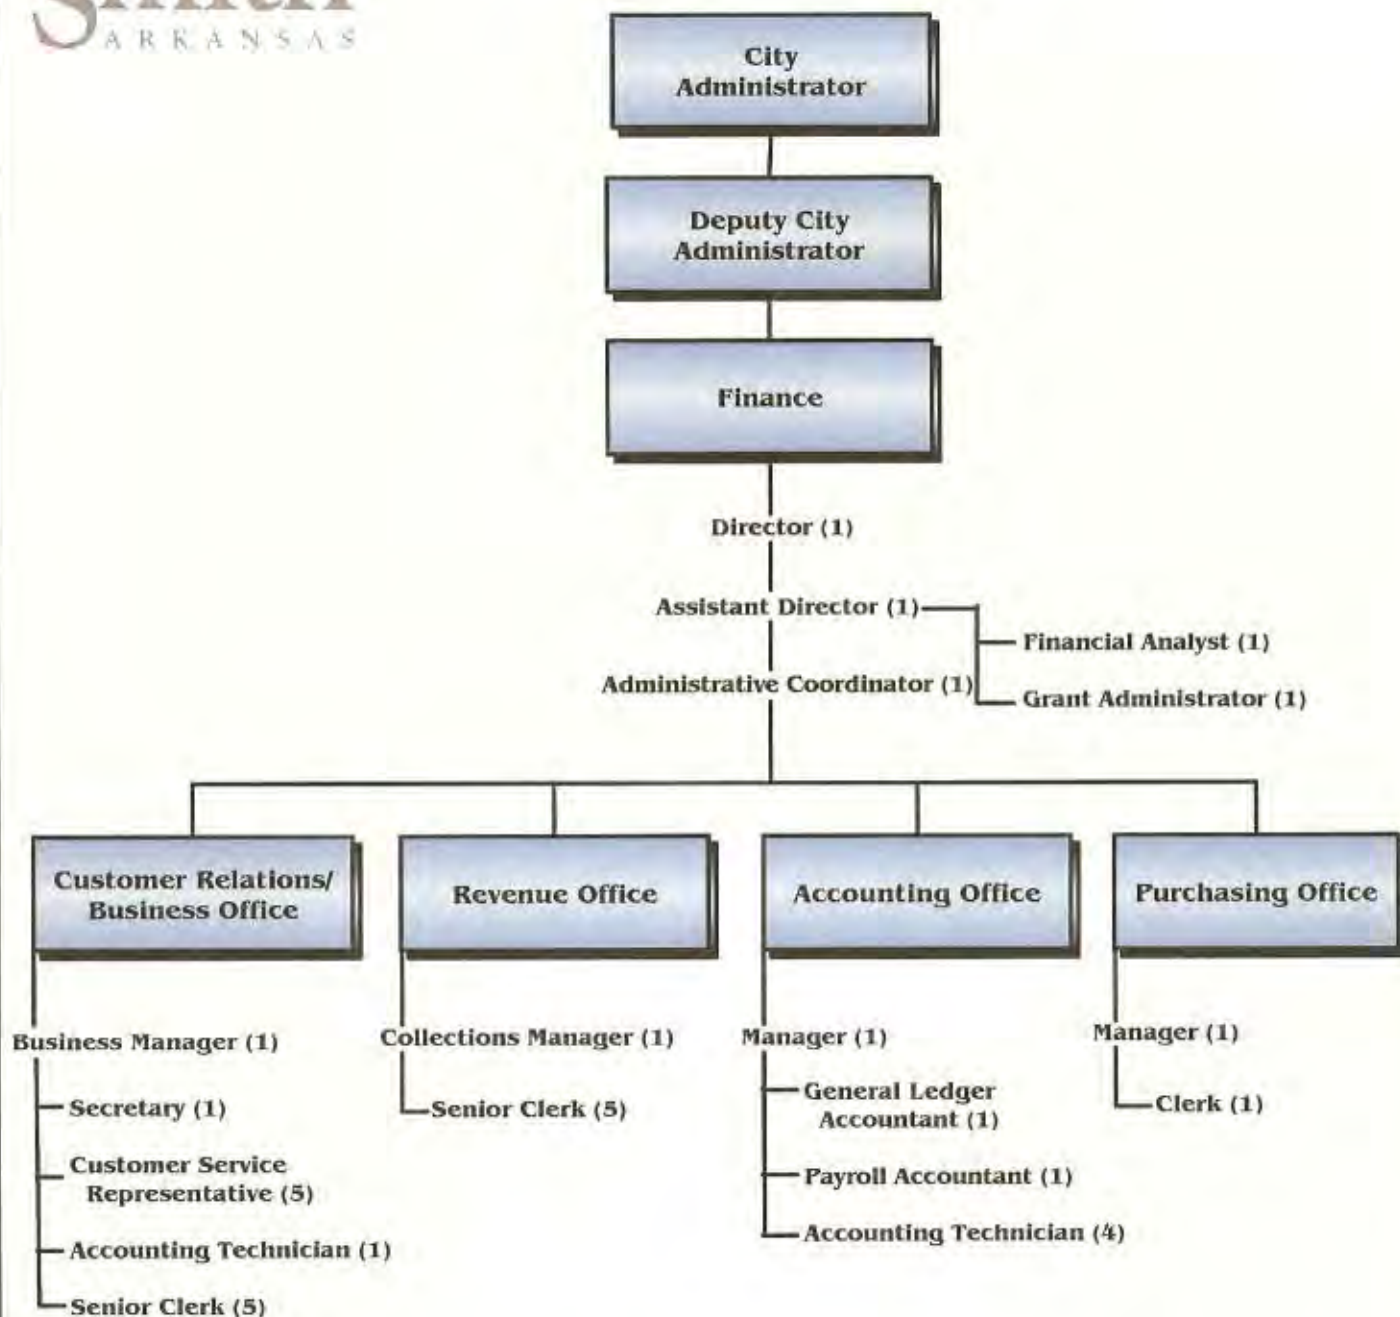 Smith
ARKANSAS
City
Administrator
Deputy City
Administrator
Finance
Director (1)
Assistant Director (1)
Financial Analyst (1)
Administrative Coordinator (1)
Grant Administrator (1)
Customer Relations/
Business Office
Revenue Office
Accounting Office
Purchasing Office
Business Manager (1)
Secretary (1)
Customer Service
Representative (5)
Accounting Technician (1)
Senior Clerk (5)
Collections Manager (1)
Senior Clerk (5)
Manager (1)
General Ledger
Accountant (1)
Payroll Accountant (1)
Accounting Technician (4)
Manager (1)
Clerk (1)